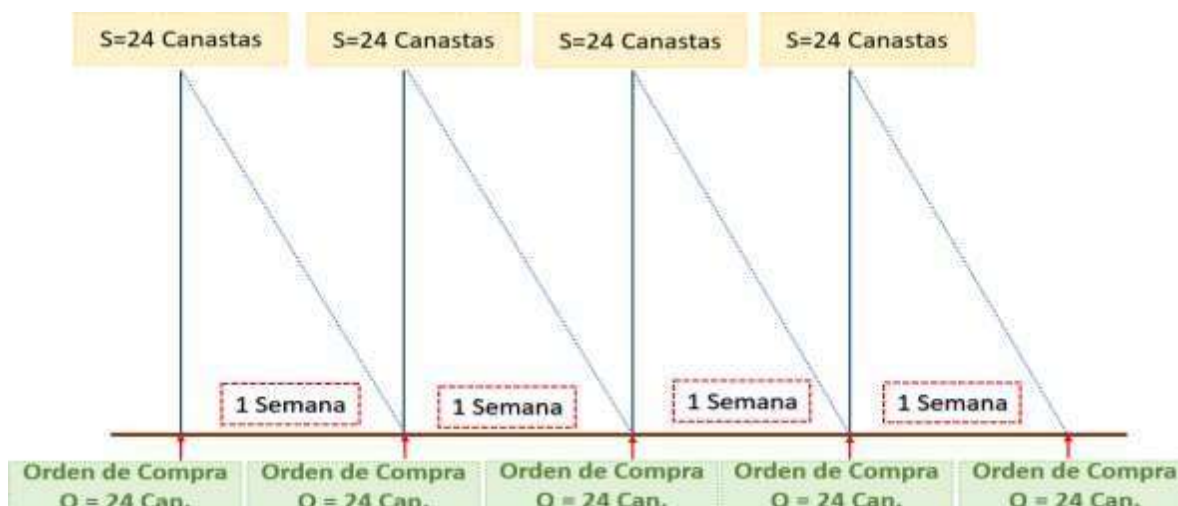 S=24 Canastas
S=24 Canastas
S=24 Canastas
S=24 Canastas
1 Semana
1 Semana
1 Semana
1 Semana
Orden de Compra
Q = 24 Can.
Orden de Compra
Q = 24 Can.
Orden de Compra
Q = 24 Can.
Orden de Compra
Q = 24 Can.
Orden de Compra
Q = 24 Can.